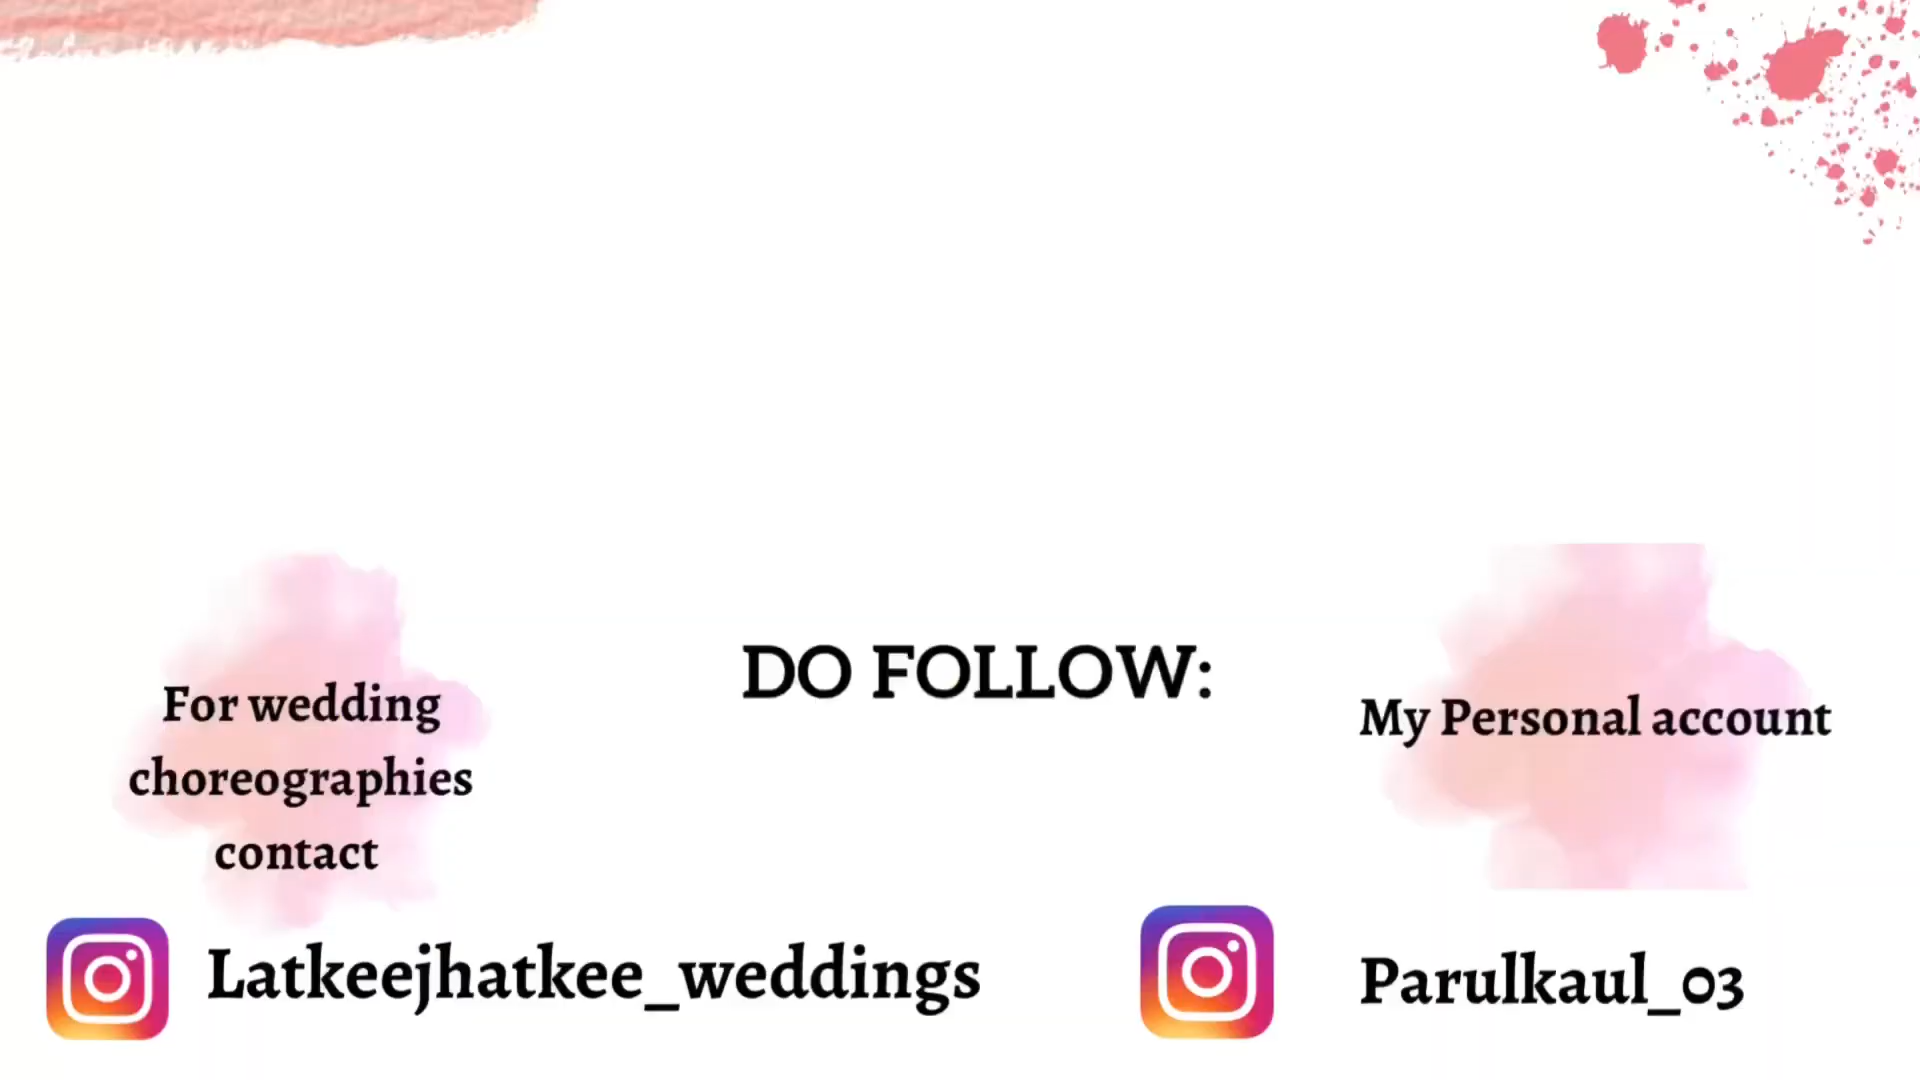 DO FOLLOW:
For wedding
choreographies
contact
Latkeejhatkee_weddings
My Personal account
Parulkaul_03